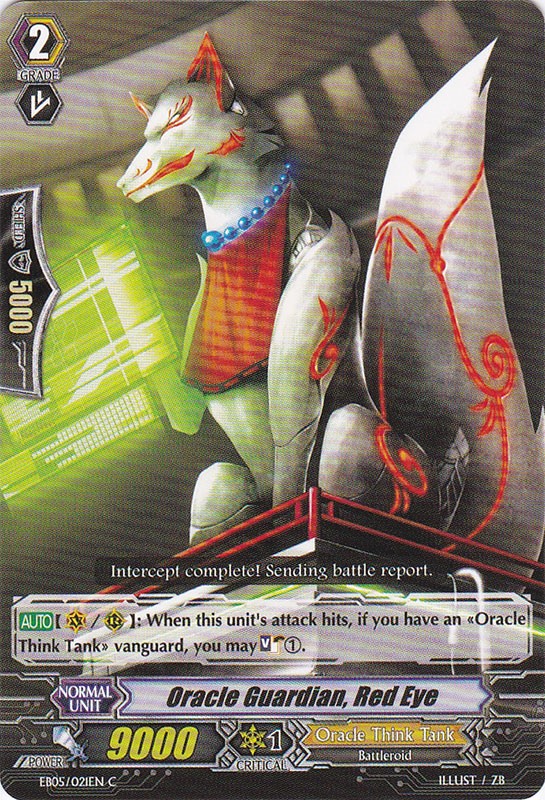 2
GRADE
SHIELD
5000
Intercept complete! Sending battle report.
AUTO [ V / R ]: When this unit's attack hits, if you have an «Oracle
Think Tank» vanguard, you may ①.
NORMAL
UNIT
Oracle Guardian, Red Eye
POWER
9000
1
CRITICAL
Oracle Think Tank
Battleroid
EB05/021EN C
ILLUST / ZB